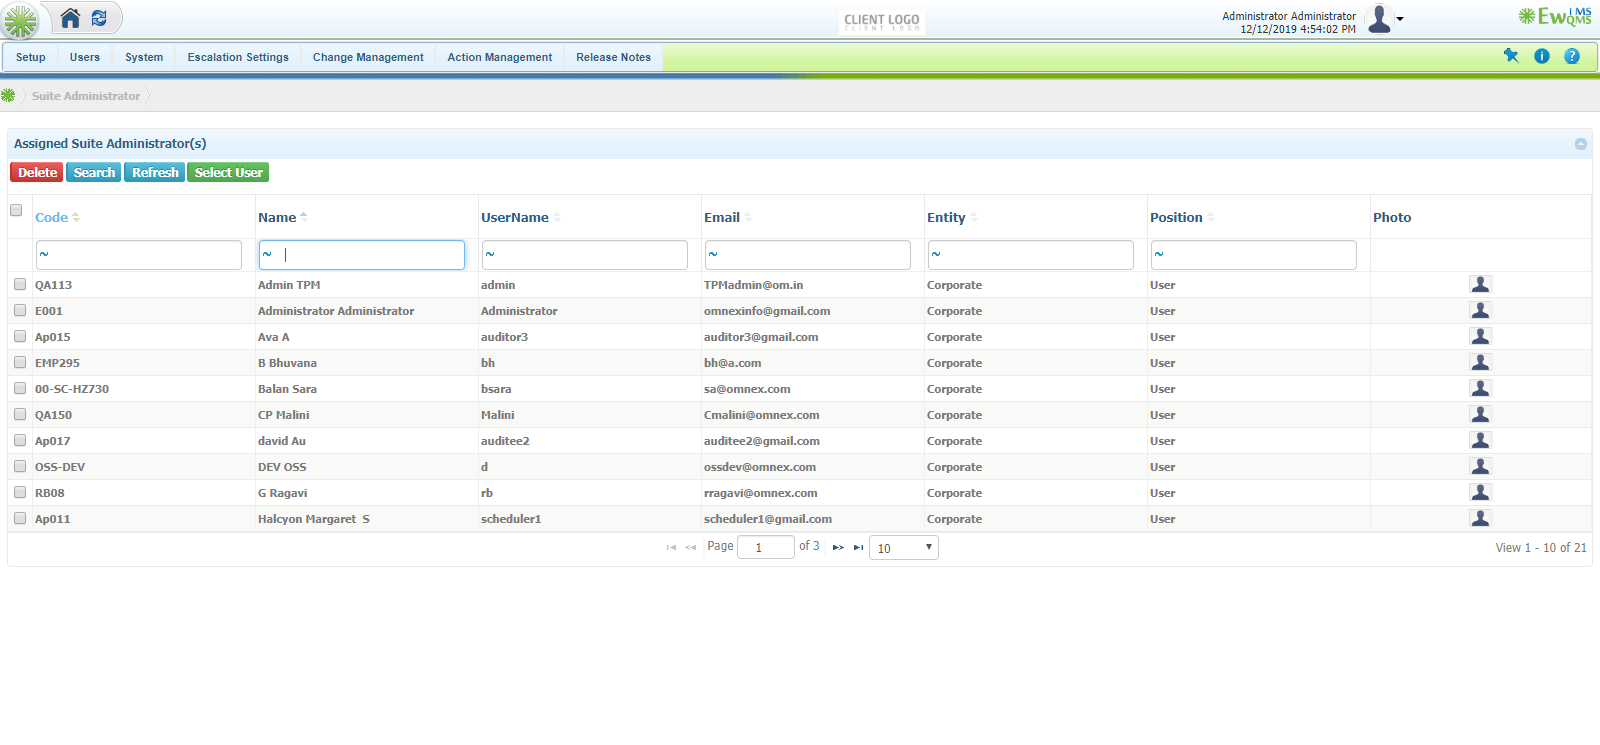 CLIENT LOGO
CLIENT LOGO
Administrator Administrator
12/12/2019 4:54:02 PM
EwIMS
QMS
Setup Users System Escalation Settings Change Management Action Management Release Notes
Suite Administrator
Assigned Suite Administrator(s)
Delete Search Refresh Select User
Code Name UserName Email Entity Position Photo
~ ~ ~ ~ ~ ~
QA113 Admin TPM admin TPMadmin@om.in Corporate User
E001 Administrator Administrator Administrator omnexinfo@gmail.com Corporate User
Ap015 Ava A auditor3 auditor3@gmail.com Corporate User
EMP295 B Bhuvana bh bh@a.com Corporate User
00-SC-HZ730 Balan Sara bsara sa@omnex.com Corporate User
QA150 CP Malini Malini Cmalini@omnex.com Corporate User
Ap017 david Au auditee2 auditee2@gmail.com Corporate User
OSS-DEV DEV OSS d ossdev@omnex.com Corporate User
RB08 G Ragavi rb rragavi@omnex.com Corporate User
Ap011 Halcyon Margaret S scheduler1 scheduler1@gmail.com Corporate User
Page 1 of 3 10 View 1 - 10 of 21